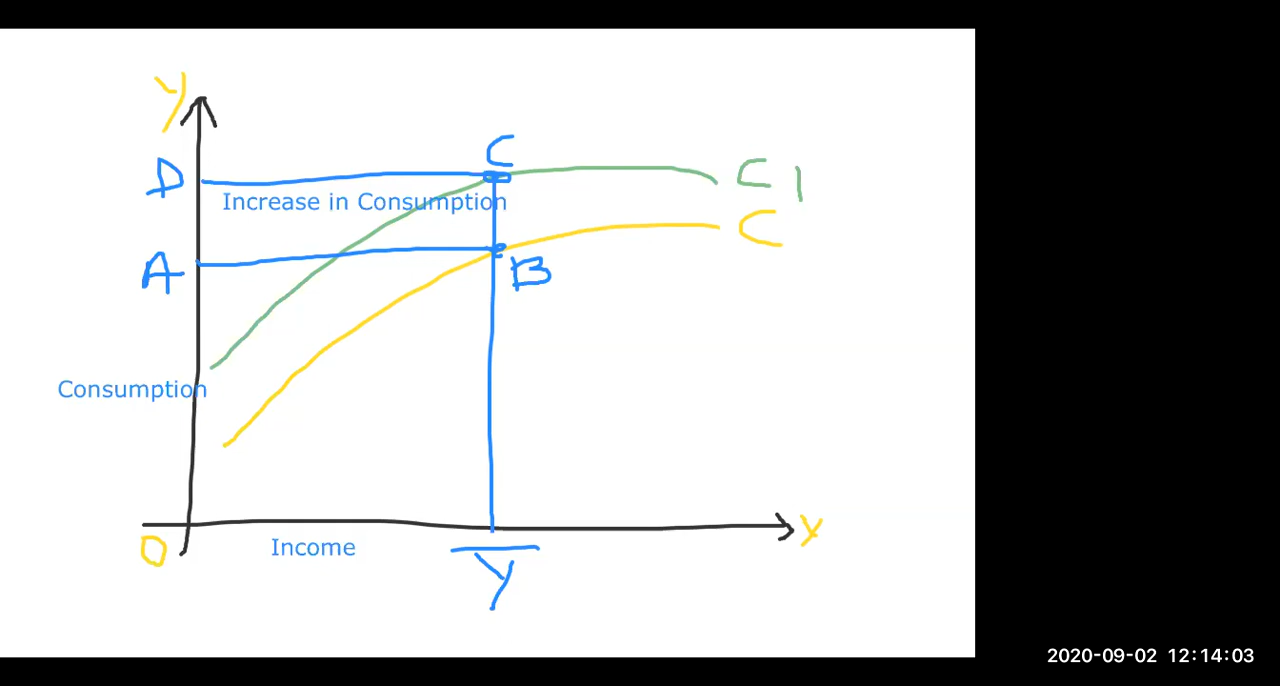 Y
C
D
C1
Increase in Consumption
C
A
B
Consumption
X
O
Income
Y
2020-09-02 12:14:03